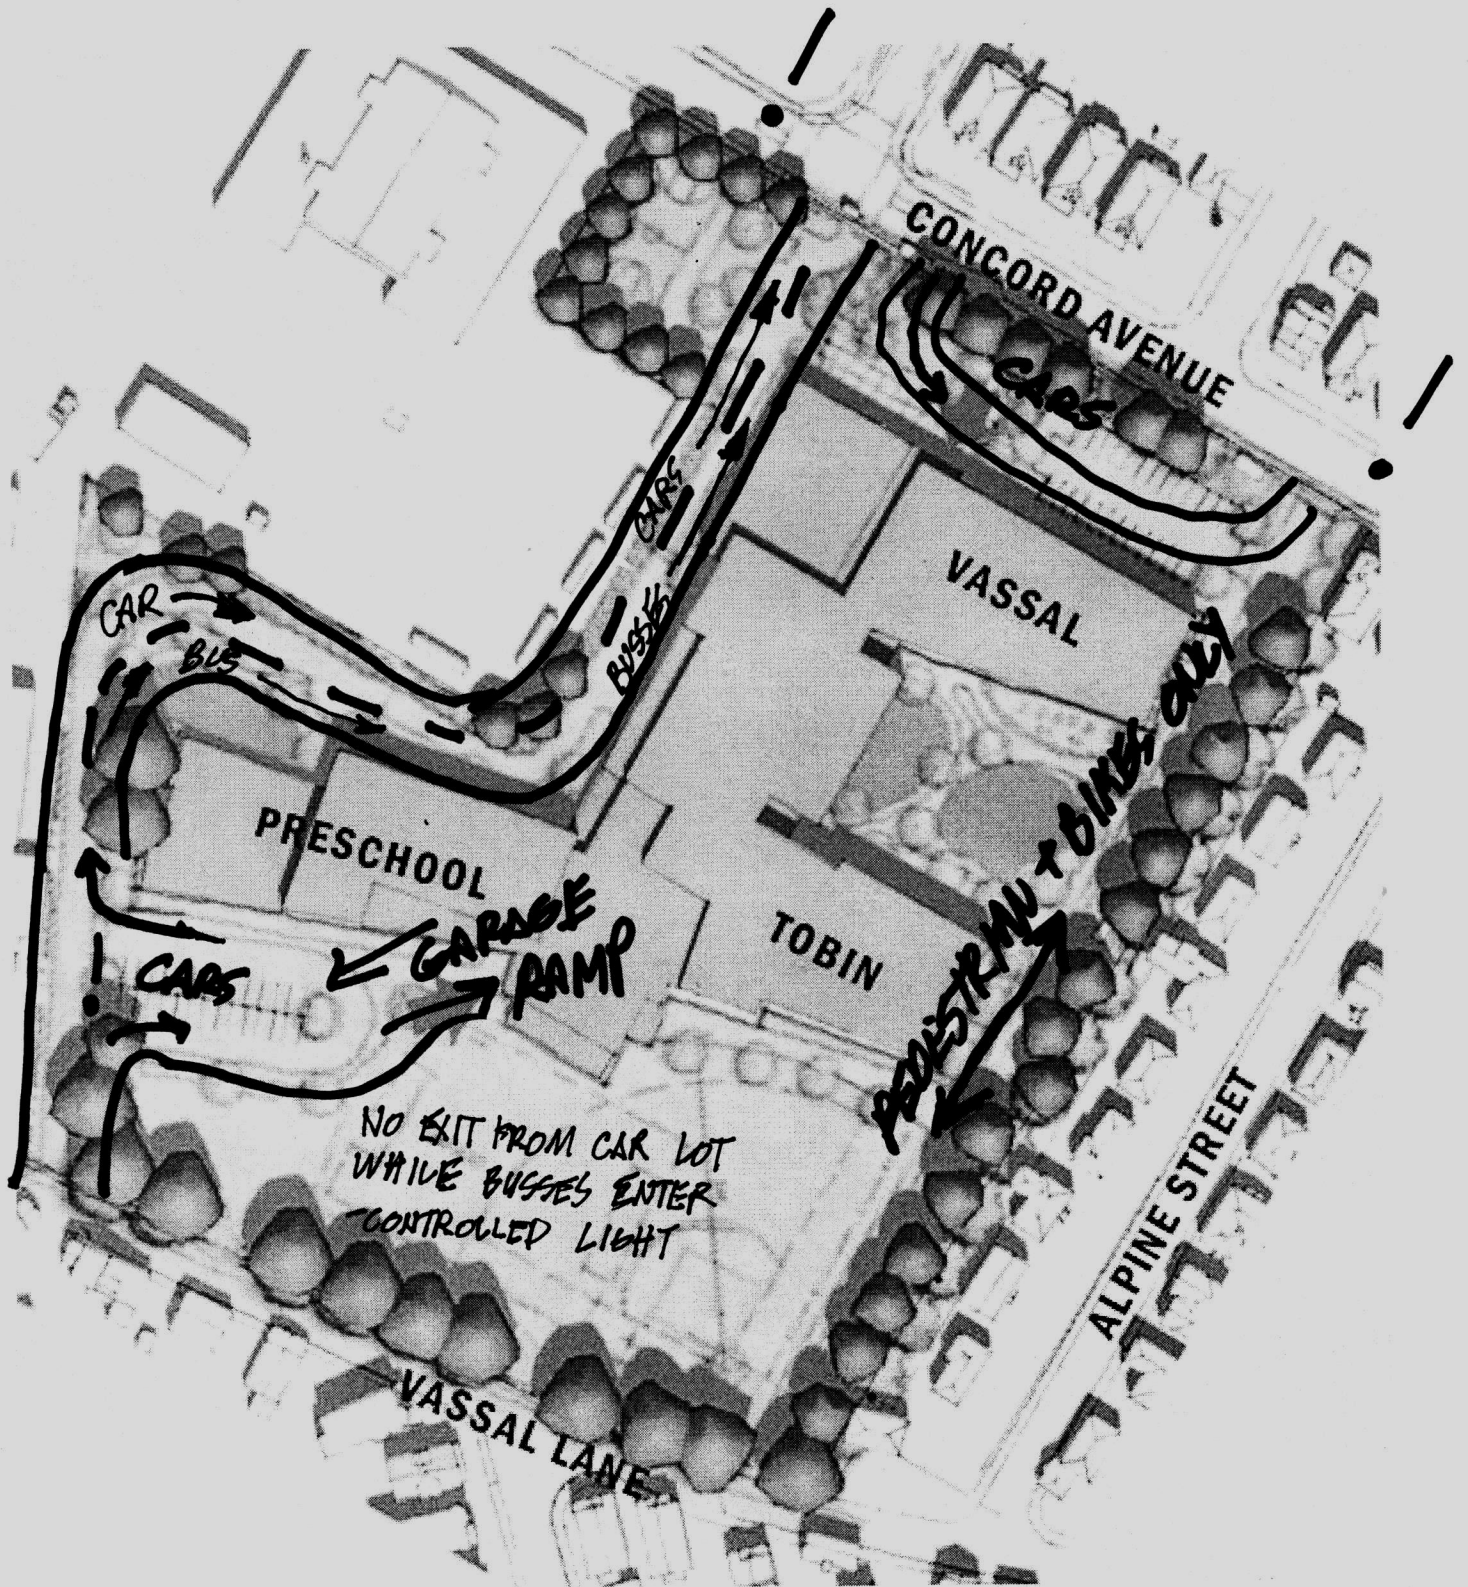 CONCORD AVENUE
CARS
CARS
BUSSES
VASSAL
CAR
BUS
PRESCHOOL
GARAGE
RAMP
CARS
TOBIN
PEDESTRIAN + BIKES ONLY
NO EXIT FROM CAR LOT
WHILE BUSSES ENTER
-CONTROLLED LIGHT
ALPINE STREET
VASSAL LANE